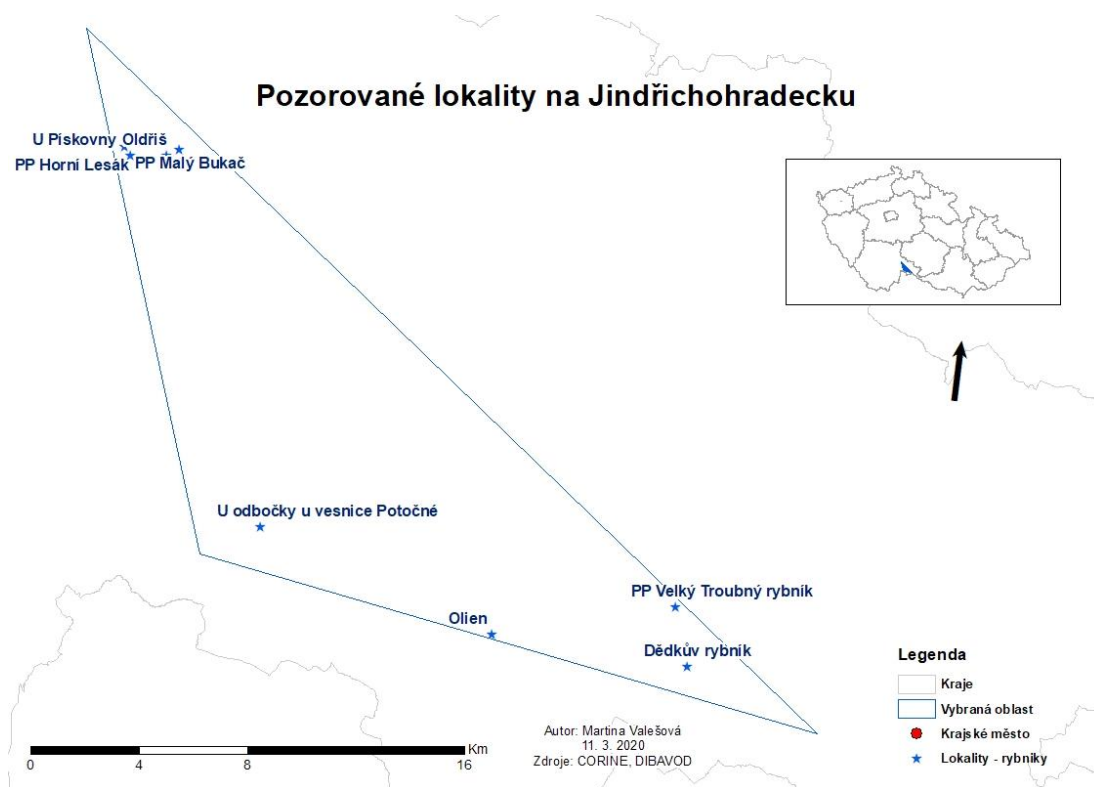 Pozorované lokality na Jindřichohradecku
U Pískovny Oldřiš
PP Horní Lesák
PP Malý Bukač
U odbočky u vesnice Potočné
PP Velký Troubný rybník
Olien
Dědkův rybník
Legenda
Kraje
Vybraná oblast
Krajské město
Lokality - rybníky
Autor: Martina Valešová
11. 3. 2020
Zdroje: CORINE, DIBAVOD
Km
0 4 8 16